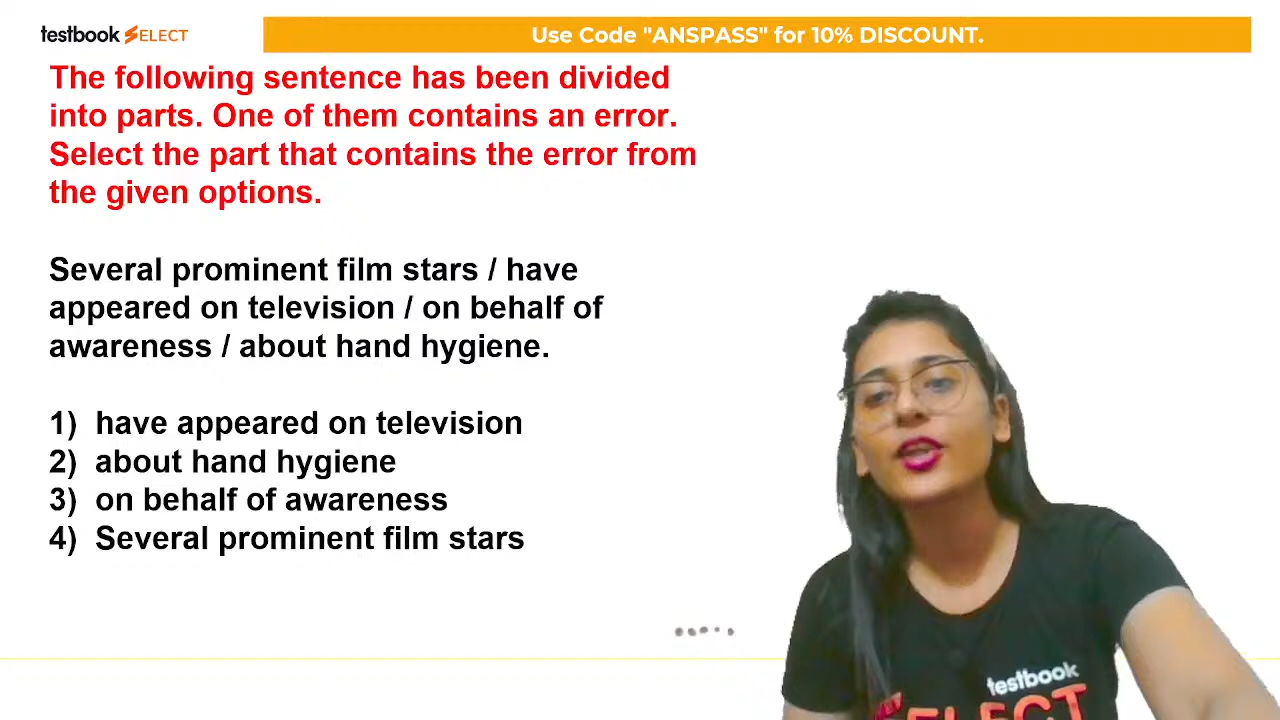 testbook SELECT
Use Code "ANSPASS" for 10% DISCOUNT.
The following sentence has been divided
into parts. One of them contains an error.
Select the part that contains the error from
the given options.
Several prominent film stars / have
appeared on television / on behalf of
awareness / about hand hygiene.
1) have appeared on television
2) about hand hygiene
3) on behalf of awareness
4) Several prominent film stars
testbook
SELECT